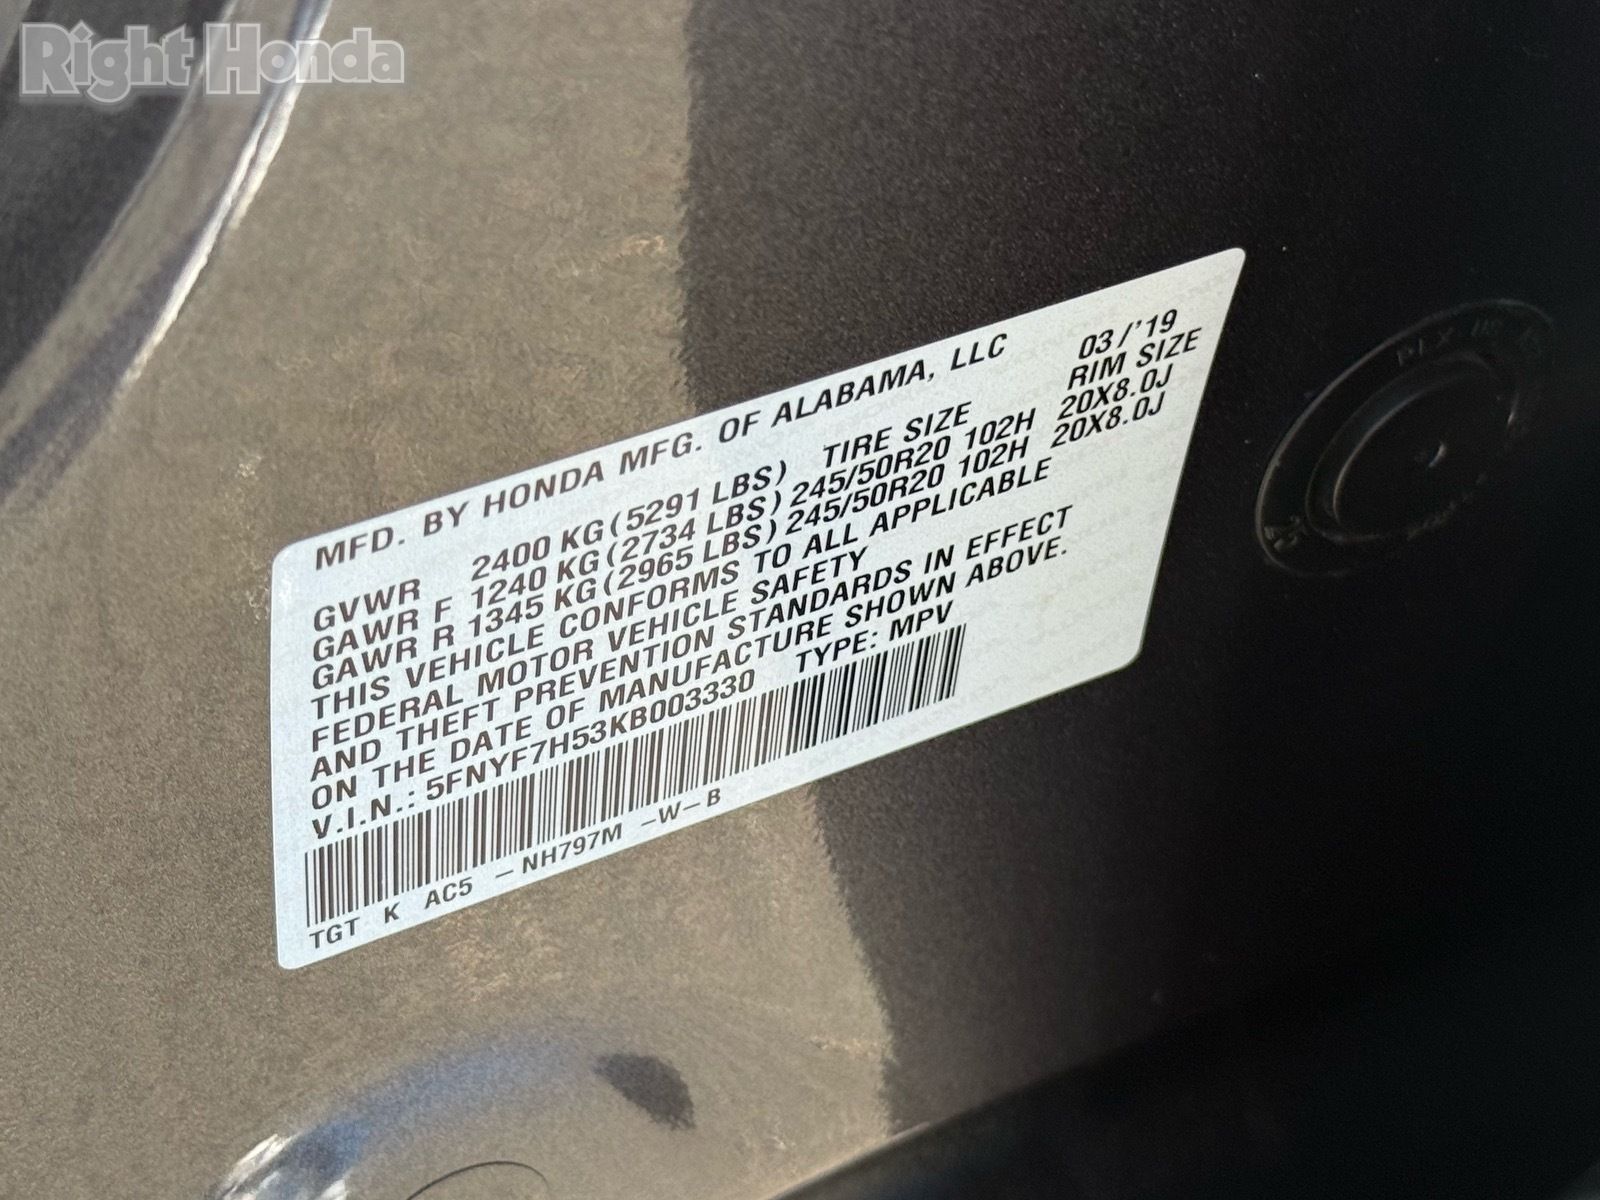 Right Honda
MFD. BY HONDA MFG. OF ALABAMA, LLC 03/'19
GVWR 2400 KG (5291 LBS) TIRE SIZE RIM SIZE
GAWR F 1240 KG (2734 LBS) 245/50R20 102H 20X8.0J
GAWR R 1345 KG (2965 LBS) 245/50R20 102H 20X8.0J
THIS VEHICLE CONFORMS TO ALL APPLICABLE
FEDERAL MOTOR VEHICLE SAFETY
AND THEFT PREVENTION STANDARDS IN EFFECT
ON THE DATE OF MANUFACTURE SHOWN ABOVE.
V.I.N.: 5FNYF7H53KB003330 TYPE: MPV
TGT K AC5 -NH797M -W-B